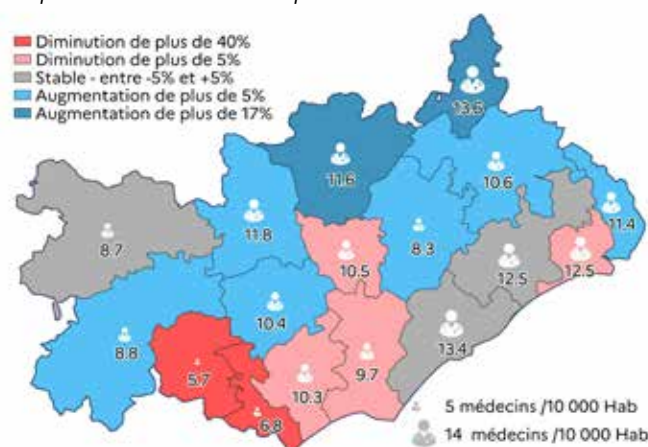 Diminution de plus de 40%
Diminution de plus de 5%
Stable - entre -5% et +5%
Augmentation de plus de 5%
Augmentation de plus de 17%
13.5
11.6
10.6
11.4
8.7
11.8
8.3
10.5
12.5
12.5
10.4
13.4
8.8
9.7
5.7
10.3
6.8
5 médecins /10 000 Hab
14 médecins /10 000 Hab